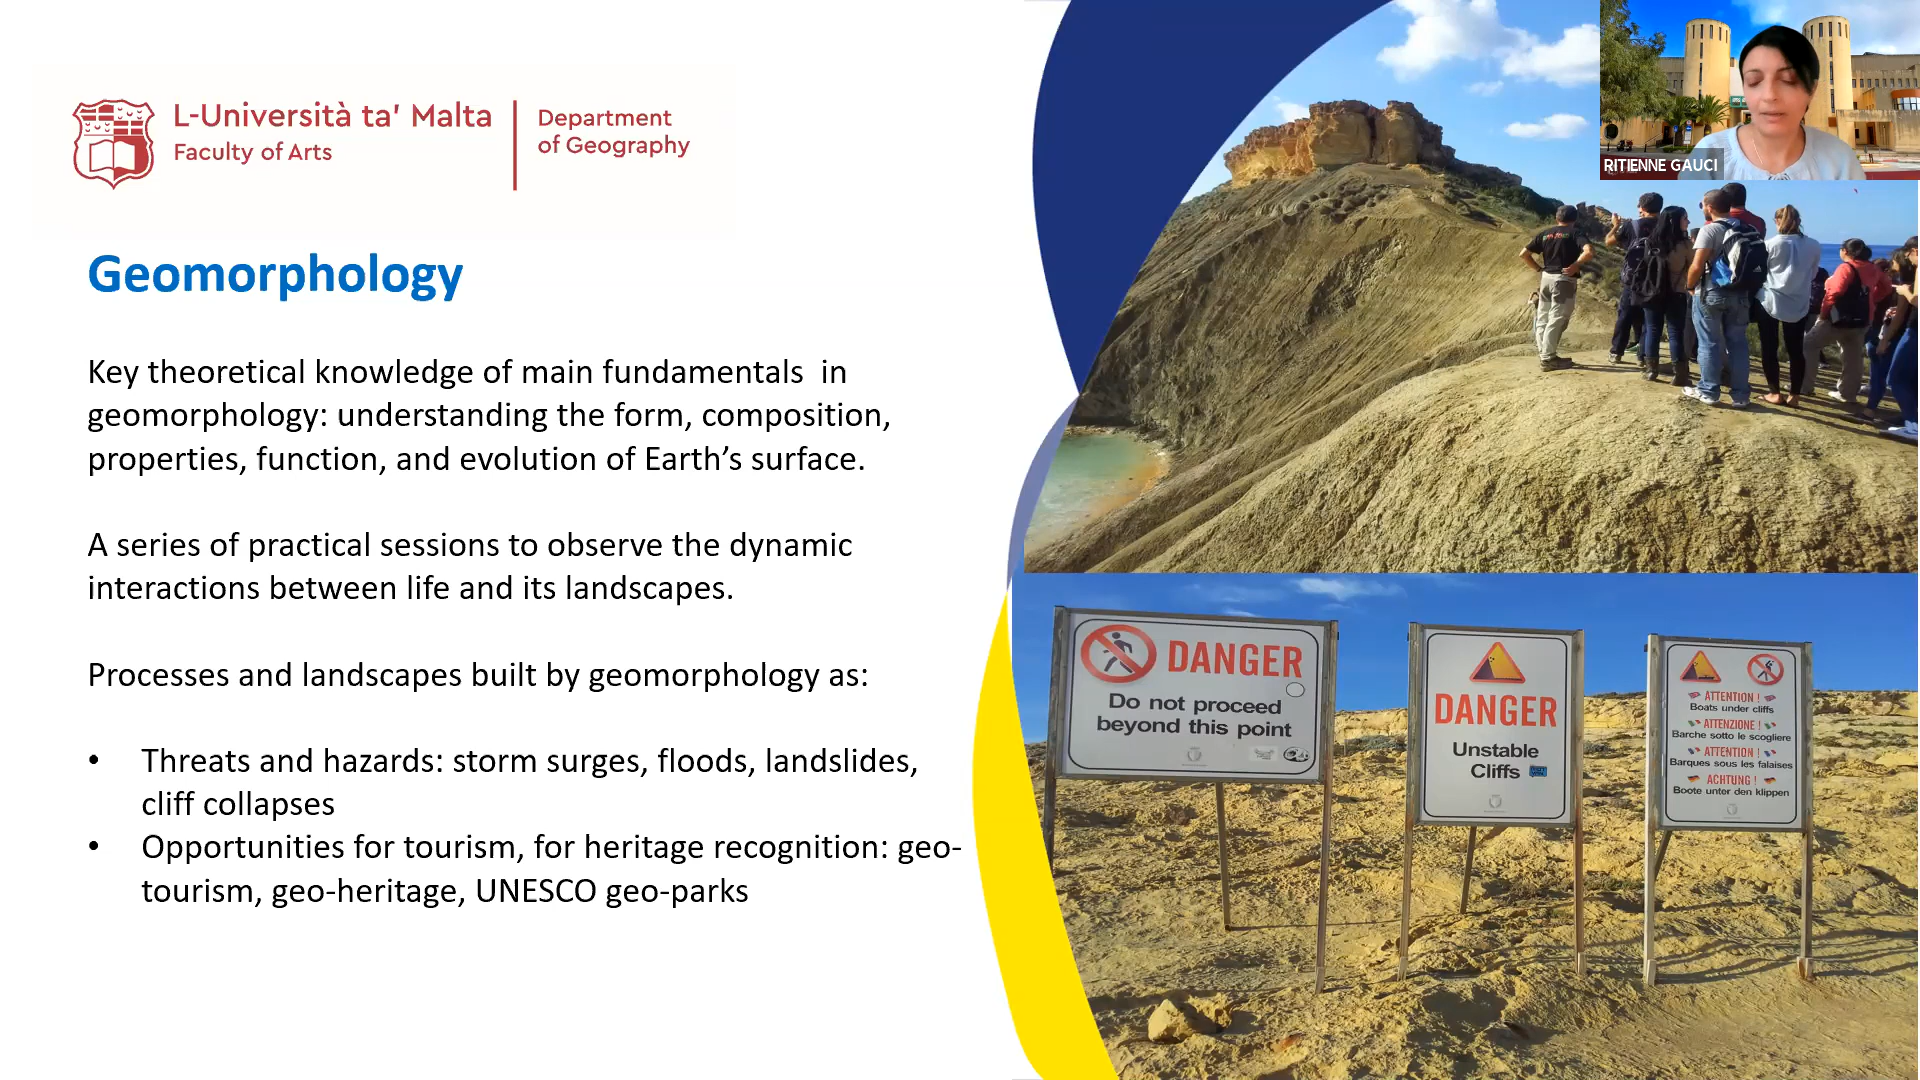 L-Università ta' Malta
Faculty of Arts
Department
of Geography
Geomorphology
Key theoretical knowledge of main fundamentals in
geomorphology: understanding the form, composition,
properties, function, and evolution of Earth's surface.
A series of practical sessions to observe the dynamic
interactions between life and its landscapes.
Processes and landscapes built by geomorphology as:
• Threats and hazards: storm surges, floods, landslides,
cliff collapses
• Opportunities for tourism, for heritage recognition: geo-
tourism, geo-heritage, UNESCO geo-parks
RITIENNE GAUCI
DANGER
Do not proceed
beyond this point
DANGER
Unstable
Cliffs
ATTENTION !
Boats under cliffs
ATTENZIONE !
Barche sotto le scogliere
ATTENTION !
Barques sous les falaises
ACHTUNG !
Boote unter den klippen